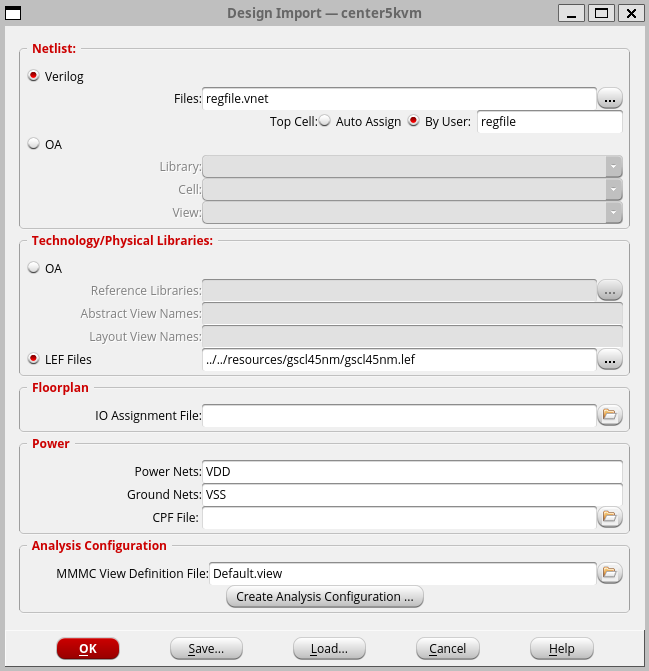 Design Import — center5kvm
Netlist:
Verilog
Files: regfile.vnet ...
Top Cell: Auto Assign By User: regfile
OA
Library:
Cell:
View:
Technology/Physical Libraries:
OA
Reference Libraries: ...
Abstract View Names:
Layout View Names:
LEF Files ../../resources/gscl45nm/gscl45nm.lef ...
Floorplan
IO Assignment File:
Power
Power Nets: VDD
Ground Nets: VSS
CPF File:
Analysis Configuration
MMMC View Definition File: Default.view
Create Analysis Configuration ...
OK Save... Load... Cancel Help